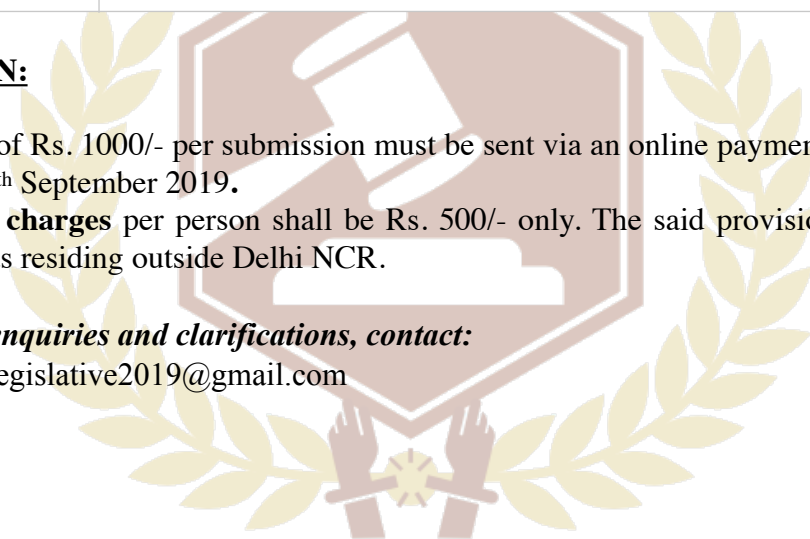 N:
of Rs. 1000/- per submission must be sent via an online paymen
th September 2019.
charges per person shall be Rs. 500/- only. The said provisio
s residing outside Delhi NCR.
enquiries and clarifications, contact:
egislative2019@gmail.com